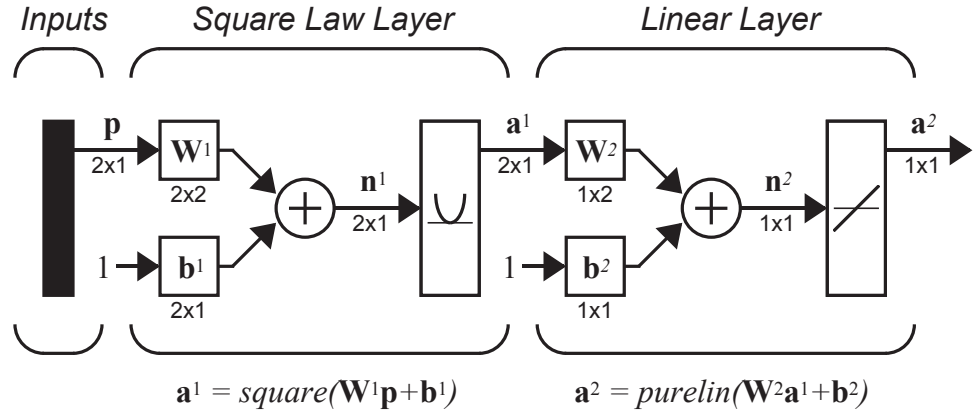 Inputs Square Law Layer Linear Layer
p a¹ a²
W¹ W²
2x1 2x1 1x1
2x2 n¹ 1x2 n²
2x1 1x1
1 b¹ 1 b²
2x1 1x1
a¹ = square(W¹p+b¹) a² = purelin(W²a¹+b²)